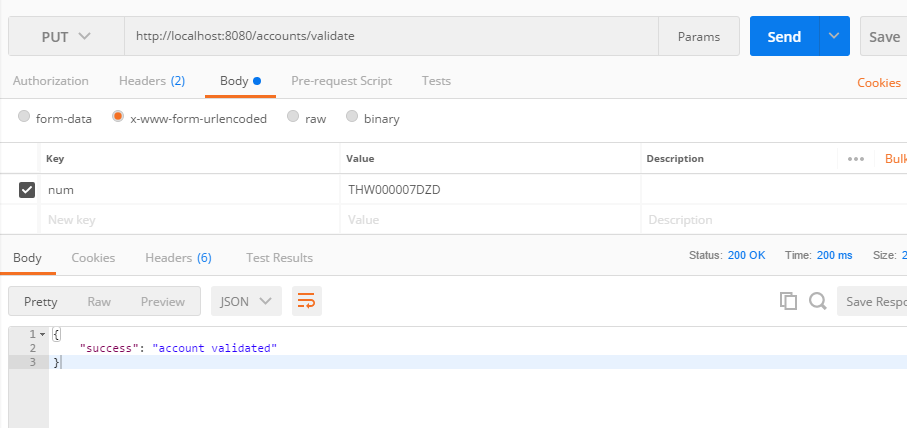 PUT http://localhost:8080/accounts/validate Params Send Save
Authorization Headers (2) Body Pre-request Script Tests Cookies
form-data x-www-form-urlencoded raw binary
Key Value Description ••• Bulk
num THW000007DZD
New key Value Description
Body Cookies Headers (6) Test Results Status: 200 OK Time: 200 ms Size: 2
Pretty Raw Preview JSON Save Respo
1 {
2 "success": "account validated"
3 }